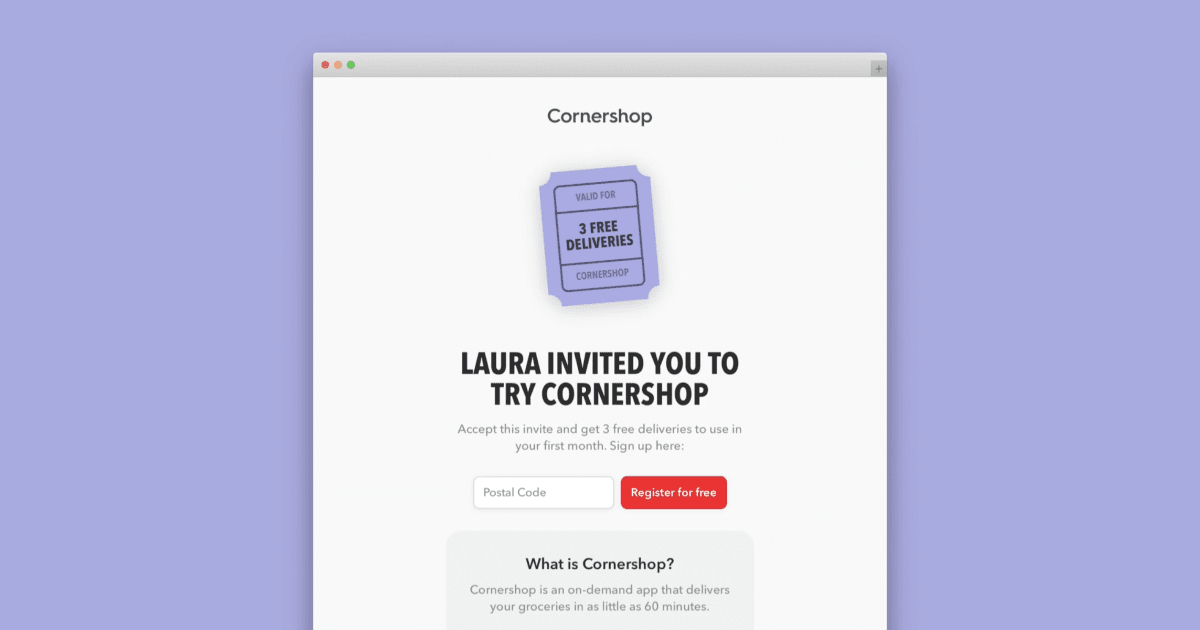 Cornershop
VALID FOR
3 FREE
DELIVERIES
CORNERSHOP
LAURA INVITED YOU TO
TRY CORNERSHOP
Accept this invite and get 3 free deliveries to use in
your first month. Sign up here:
Postal Code
Register for free
What is Cornershop?
Cornershop is an on-demand app that delivers
your groceries in as little as 60 minutes.